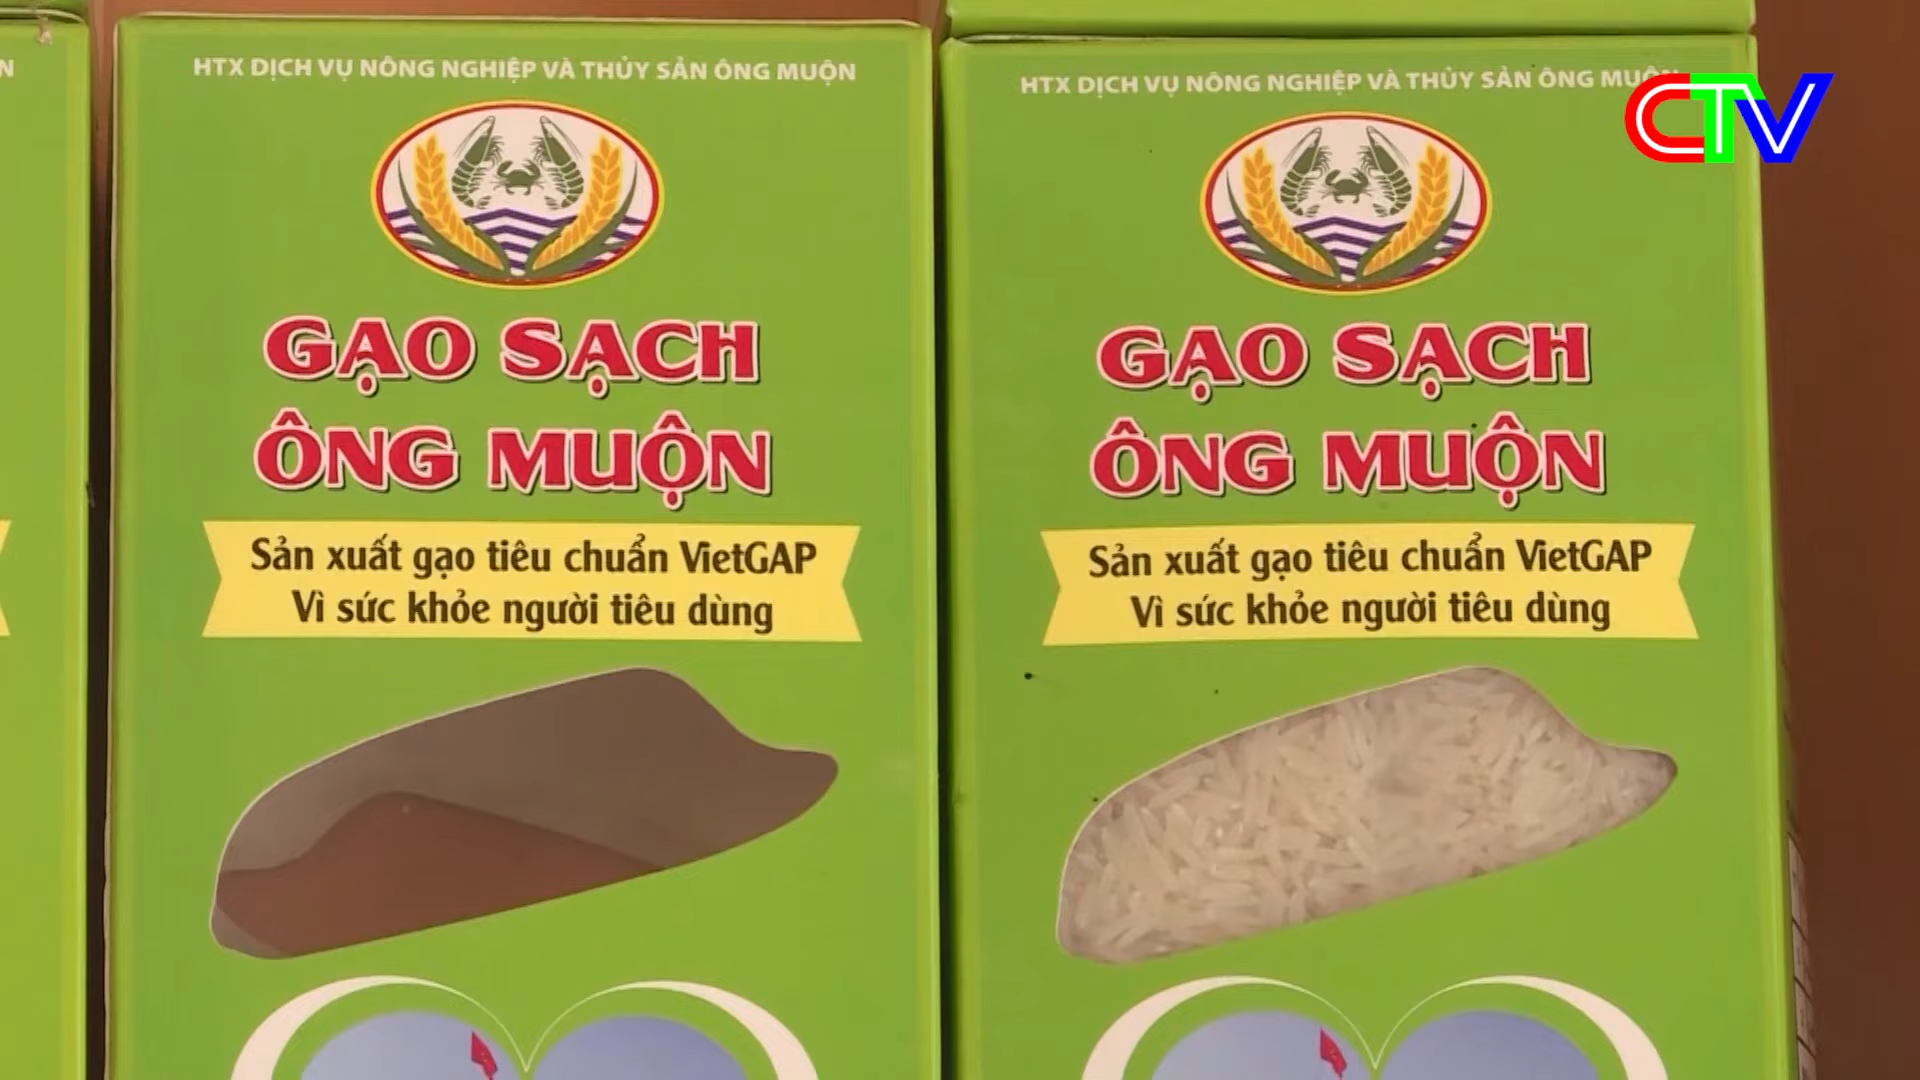 HTX DỊCH VỤ NÔNG NGHIỆP VÀ THỦY SẢN ÔNG MUỘN
GẠO SẠCH
ÔNG MUỘN
Sản xuất gạo tiêu chuẩn VietGAP
Vì sức khỏe người tiêu dùng
HTX DỊCH VỤ NÔNG NGHIỆP VÀ THỦY SẢN ÔNG MUỘN
CTV
GẠO SẠCH
ÔNG MUỘN
Sản xuất gạo tiêu chuẩn VietGAP
Vì sức khỏe người tiêu dùng